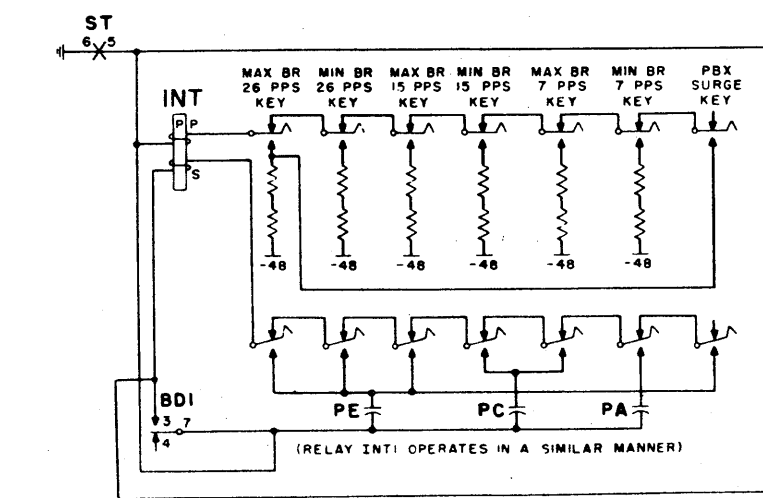 ST
6 5
INT
P P
S
MAX BR 26 PPS KEY
MIN BR 26 PPS KEY
MAX BR 15 PPS KEY
MIN BR 15 PPS KEY
MAX BR 7 PPS KEY
MIN BR 7 PPS KEY
PBX SURGE KEY
-48 -48 -48 -48 -48 -48
BD1
3 7
4
PE PC PA
(RELAY INT1 OPERATES IN A SIMILAR MANNER)